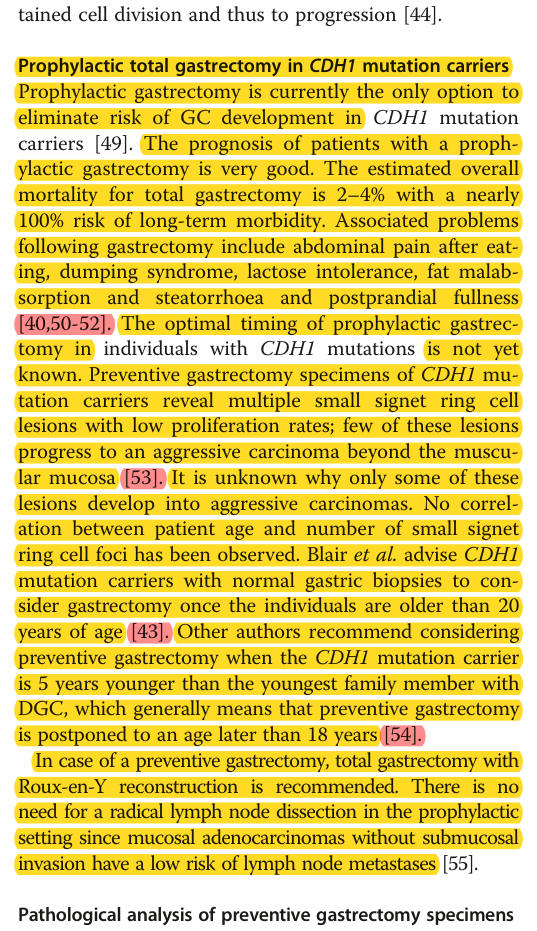 tained cell division and thus to progression [44].
Prophylactic total gastrectomy in CDH1 mutation carriers
Prophylactic gastrectomy is currently the only option to
eliminate risk of GC development in CDH1 mutation
carriers [49]. The prognosis of patients with a proph-
ylactic gastrectomy is very good. The estimated overall
mortality for total gastrectomy is 2–4% with a nearly
100% risk of long-term morbidity. Associated problems
following gastrectomy include abdominal pain after eat-
ing, dumping syndrome, lactose intolerance, fat malab-
sorption and steatorrhoea and postprandial fullness
[40,50-52]. The optimal timing of prophylactic gastrec-
tomy in individuals with CDH1 mutations is not yet
known. Preventive gastrectomy specimens of CDH1 mu-
tation carriers reveal multiple small signet ring cell
lesions with low proliferation rates; few of these lesions
progress to an aggressive carcinoma beyond the muscu-
lar mucosa [53]. It is unknown why only some of these
lesions develop into aggressive carcinomas. No correl-
ation between patient age and number of small signet
ring cell foci has been observed. Blair et al. advise CDH1
mutation carriers with normal gastric biopsies to con-
sider gastrectomy once the individuals are older than 20
years of age [43]. Other authors recommend considering
preventive gastrectomy when the CDH1 mutation carrier
is 5 years younger than the youngest family member with
DGC, which generally means that preventive gastrectomy
is postponed to an age later than 18 years [54].
In case of a preventive gastrectomy, total gastrectomy with
Roux-en-Y reconstruction is recommended. There is no
need for a radical lymph node dissection in the prophylactic
setting since mucosal adenocarcinomas without submucosal
invasion have a low risk of lymph node metastases [55].
Pathological analysis of preventive gastrectomy specimens